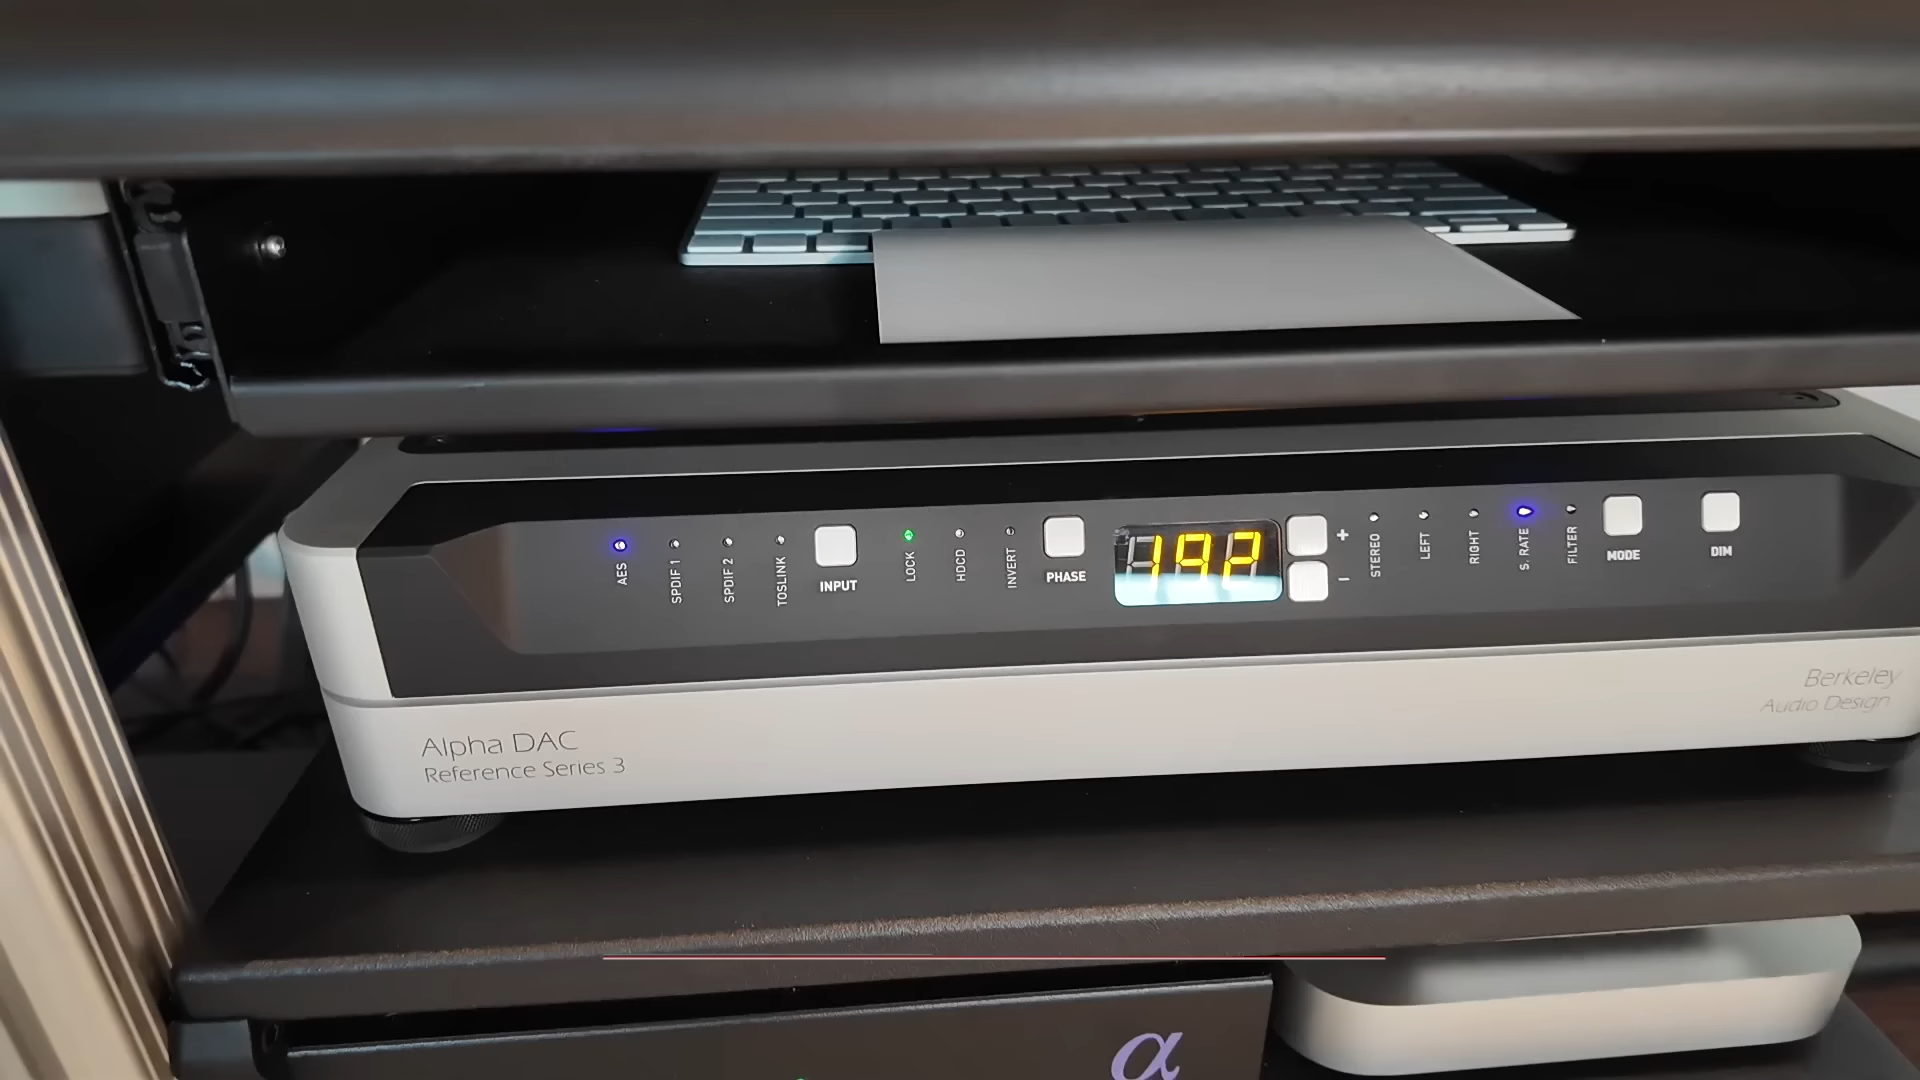 AES
SPDIF 1
SPDIF 2
TOSLINK
INPUT
LOCK
HDCD
INVERT
PHASE
192
+
−
STEREO
LEFT
RIGHT
S. RATE
FILTER
MODE
DIM
Alpha DAC
Reference Series 3
Berkeley
Audio Design
α